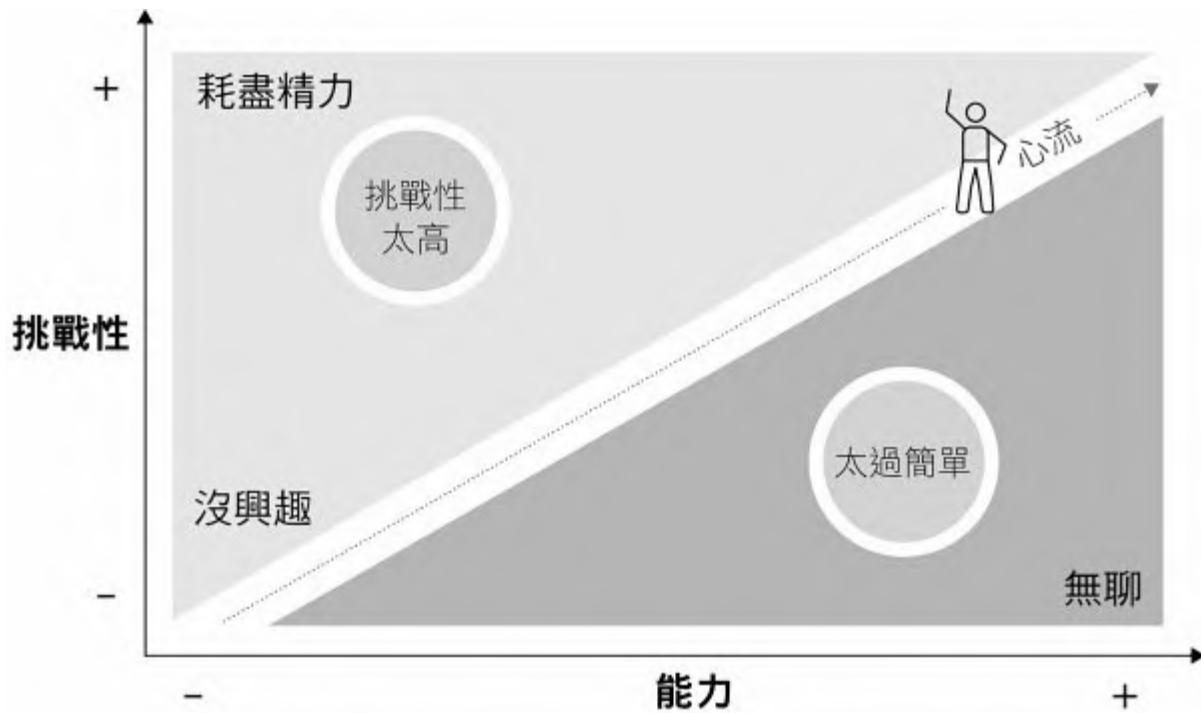 +
耗盡精力
挑戰性
太高
心流
挑戰性
太過簡單
沒興趣
無聊
-
-
能力
+